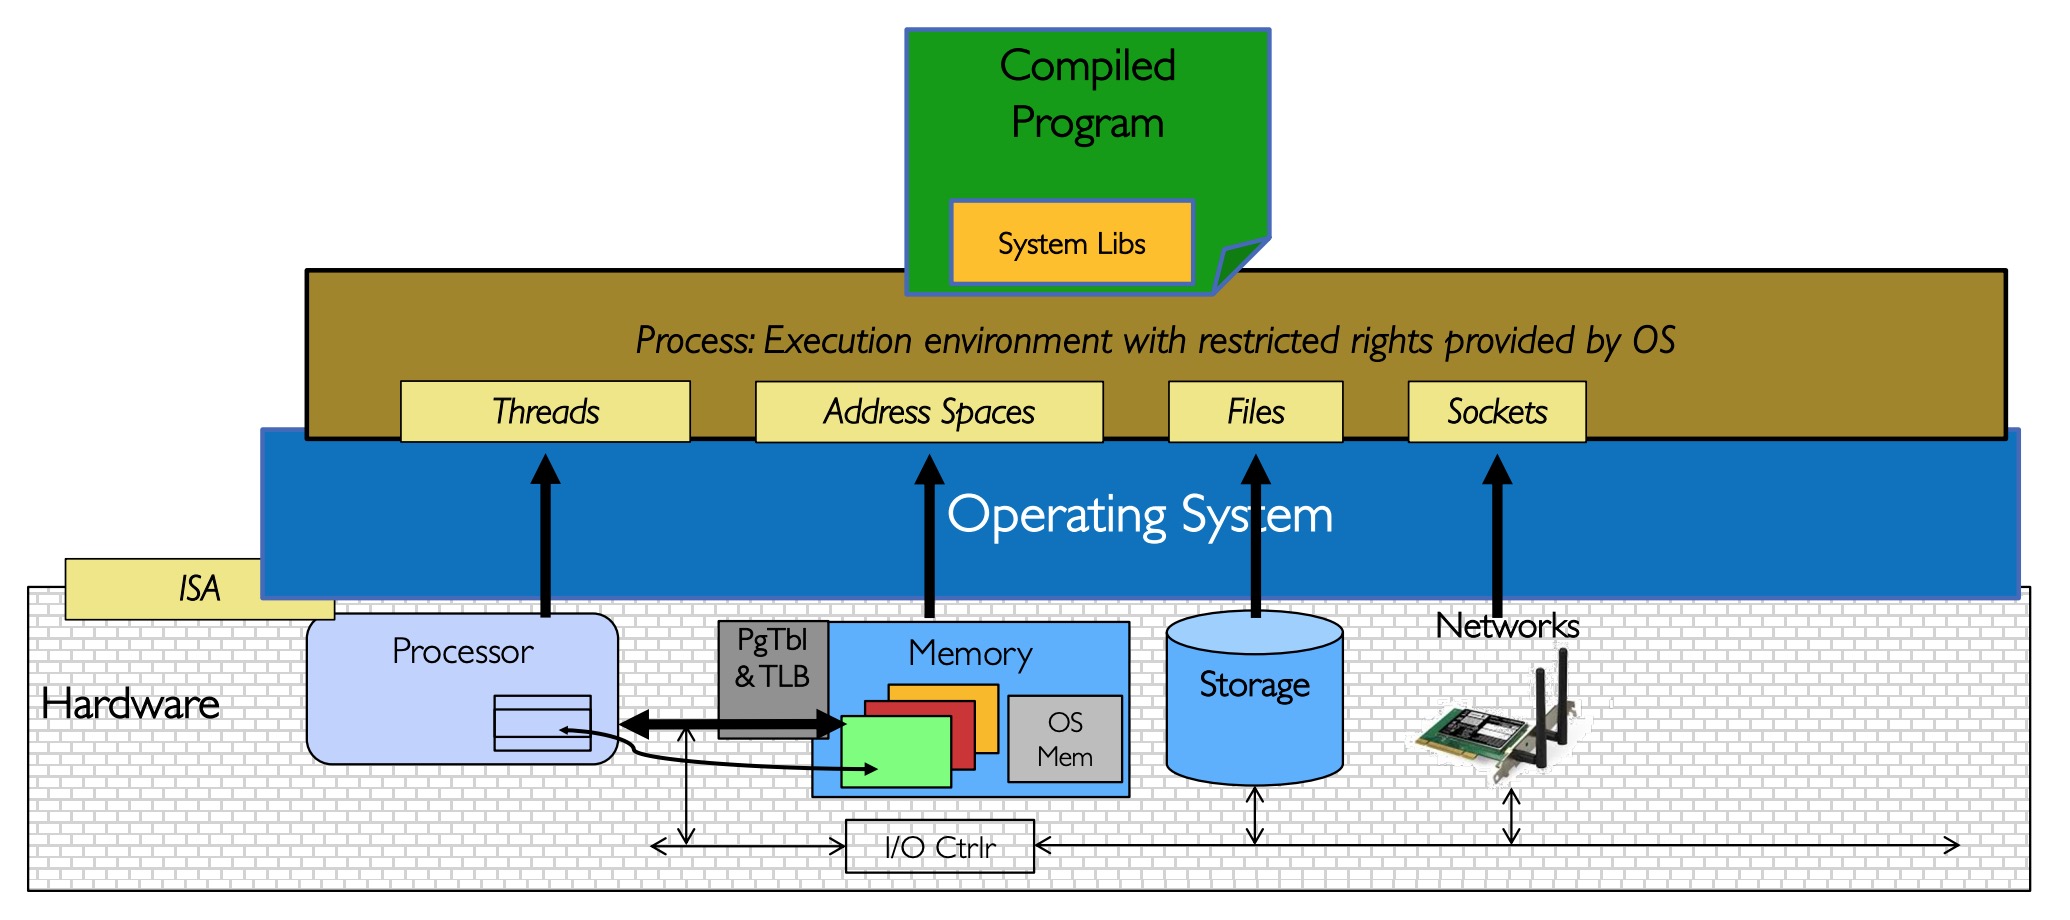 Compiled
Program
System Libs
Process: Execution environment with restricted rights provided by OS
Threads
Address Spaces
Files
Sockets
Operating System
ISA
Hardware
Processor
PgTbl
& TLB
Memory
OS
Mem
Storage
Networks
I/O Ctrlr